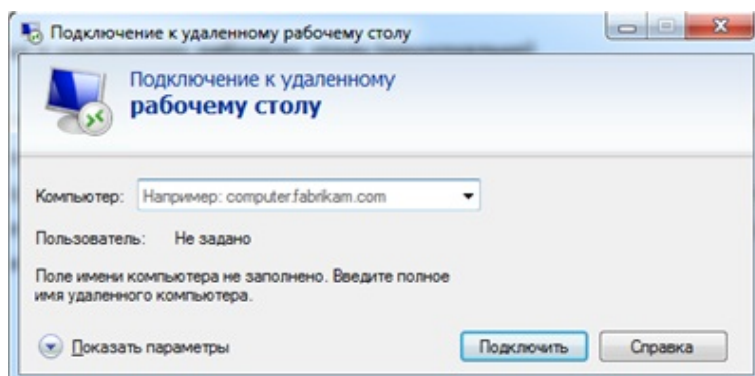 Подключение к удаленному рабочему столу
Подключение к удаленному
рабочему столу
Компьютер: Например: computer.fabrikam.com
Пользователь: Не задано
Поле имени компьютера не заполнено. Введите полное
имя удаленного компьютера.
Показать параметры Подключить Справка